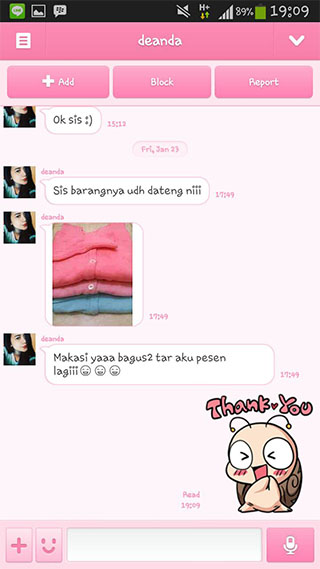 89% 19:09
deanda
Add Block Report
Ok sis :)
15:12
Fri, Jan 23
deanda
Sis barangnya udh dateng niii
17:49
deanda
17:49
deanda
Makasi yaaa bagus2 tar aku pesen
lagiii😄 😄 😄
17:49
Thank You
Read
19:09